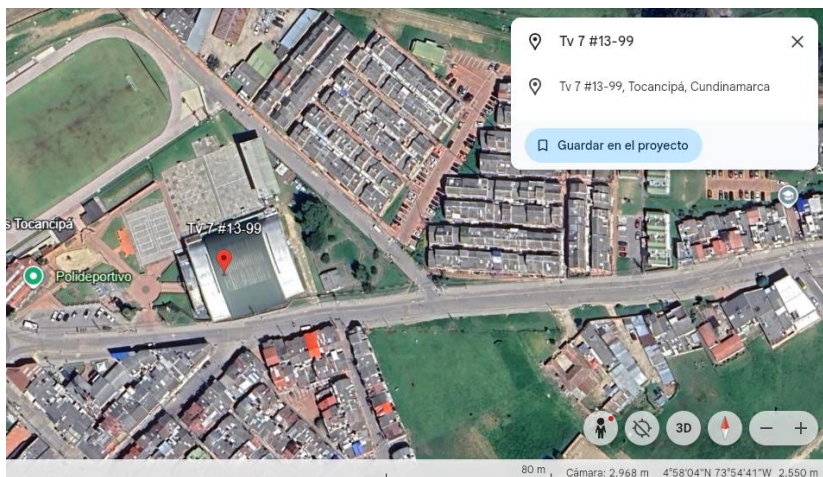 Tv 7 #13-99
Tv 7 #13-99, Tocancipá, Cundinamarca
Guardar en el proyecto
s Tocancipá
Tv 7 #13-99
Polideportivo
3D
80 m
Cámara: 2,968 m 4°58'04"N 73°54'41"W 2,550 m